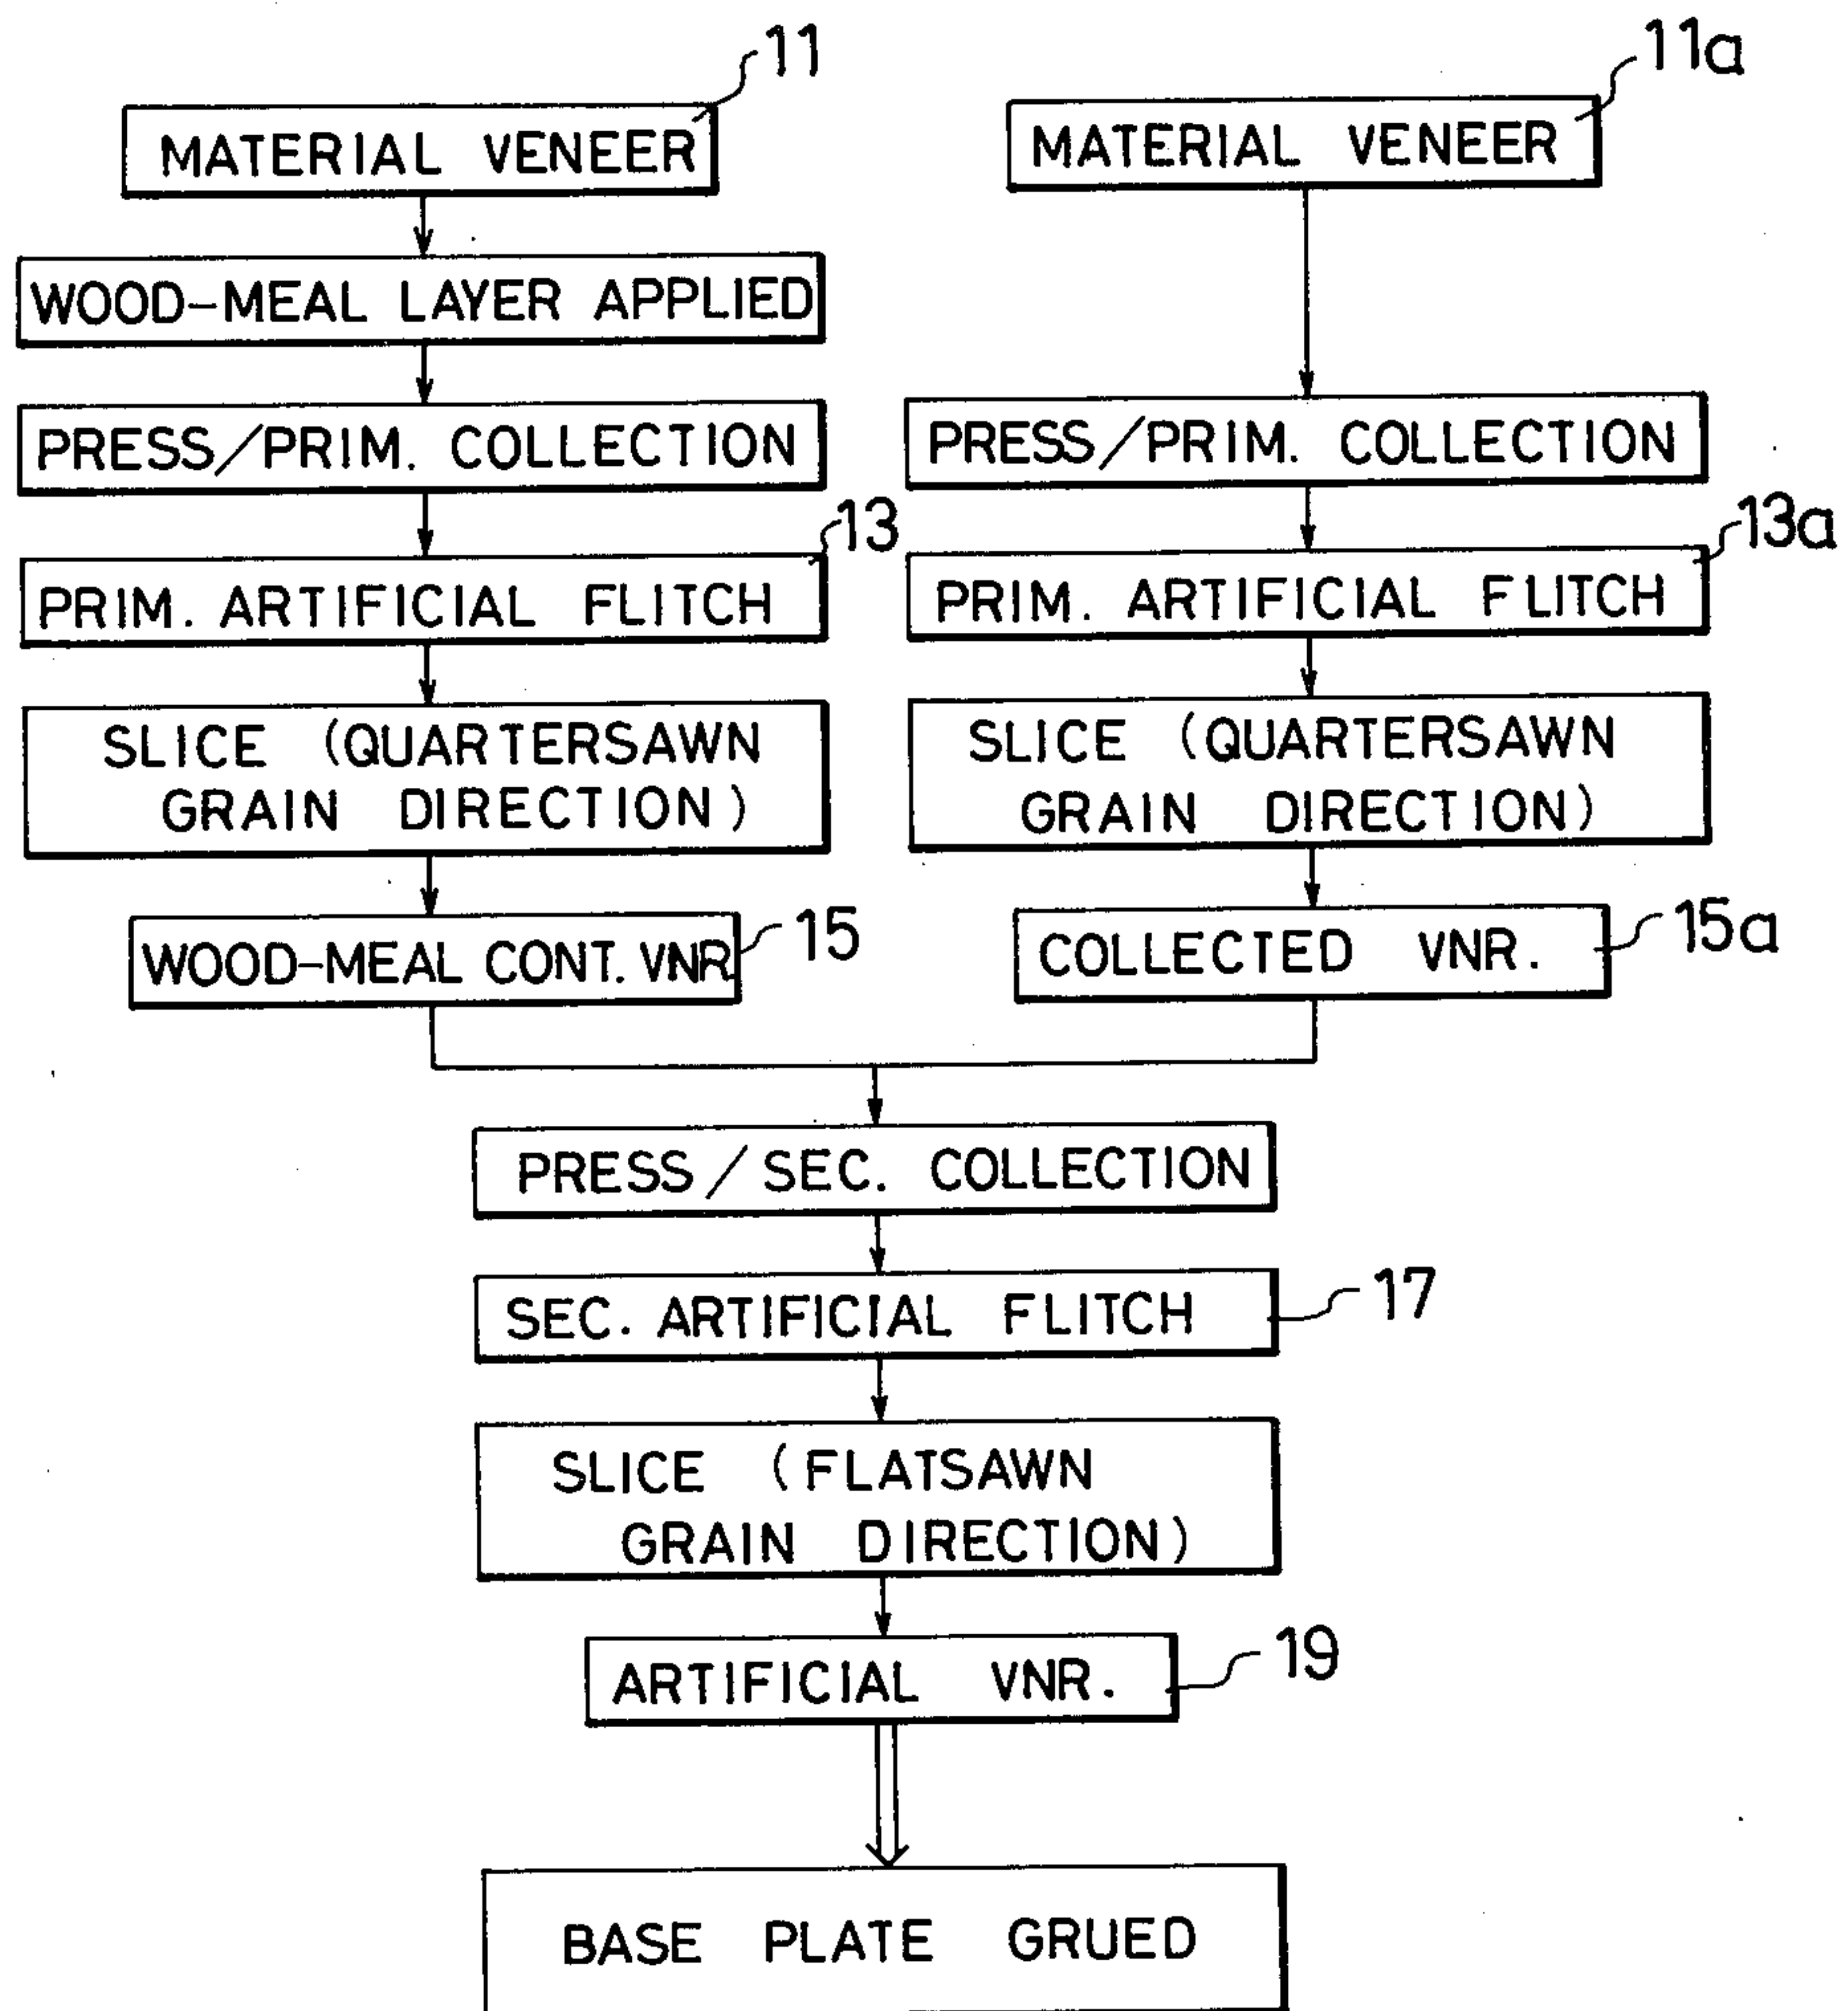 11
MATERIAL VENEER
WOOD-MEAL LAYER APPLIED
PRESS/PRIM. COLLECTION
13
PRIM. ARTIFICIAL FLITCH
SLICE (QUARTERSAWN
GRAIN DIRECTION)
WOOD-MEAL CONT. VNR.
15
11a
MATERIAL VENEER
PRESS/PRIM. COLLECTION
13a
PRIM. ARTIFICIAL FLITCH
SLICE (QUARTERSAWN
GRAIN DIRECTION)
COLLECTED VNR.
15a
PRESS/SEC. COLLECTION
SEC. ARTIFICIAL FLITCH
17
SLICE (FLATSAWN
GRAIN DIRECTION)
ARTIFICIAL VNR.
19
BASE PLATE GRUED